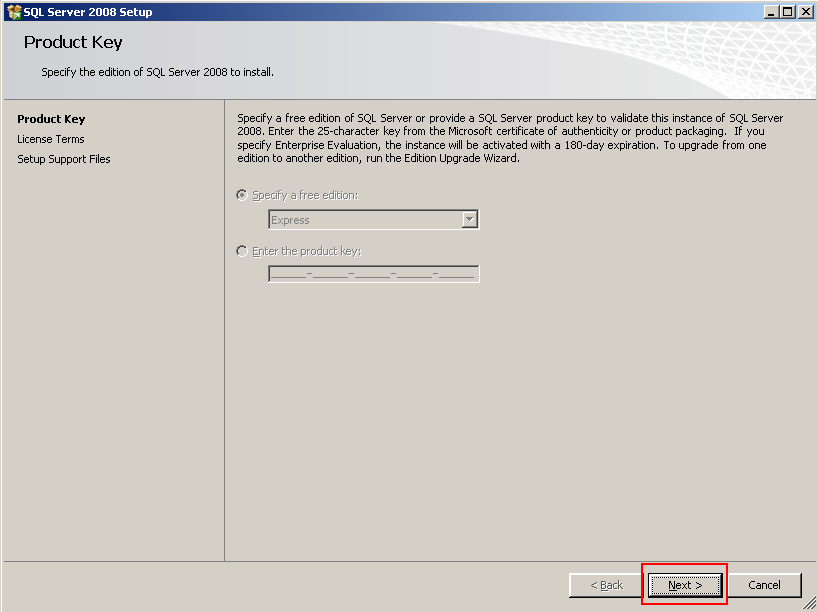 SQL Server 2008 Setup
Product Key
Specify the edition of SQL Server 2008 to install.
Product Key
License Terms
Setup Support Files
Specify a free edition of SQL Server or provide a SQL Server product key to validate this instance of SQL Server
2008. Enter the 25-character key from the Microsoft certificate of authenticity or product packaging.  If you
specify Enterprise Evaluation, the instance will be activated with a 180-day expiration. To upgrade from one
edition to another edition, run the Edition Upgrade Wizard.
Specify a free edition:
Express
Enter the product key:
_____-_____-_____-_____-_____
< Back
Next >
Cancel